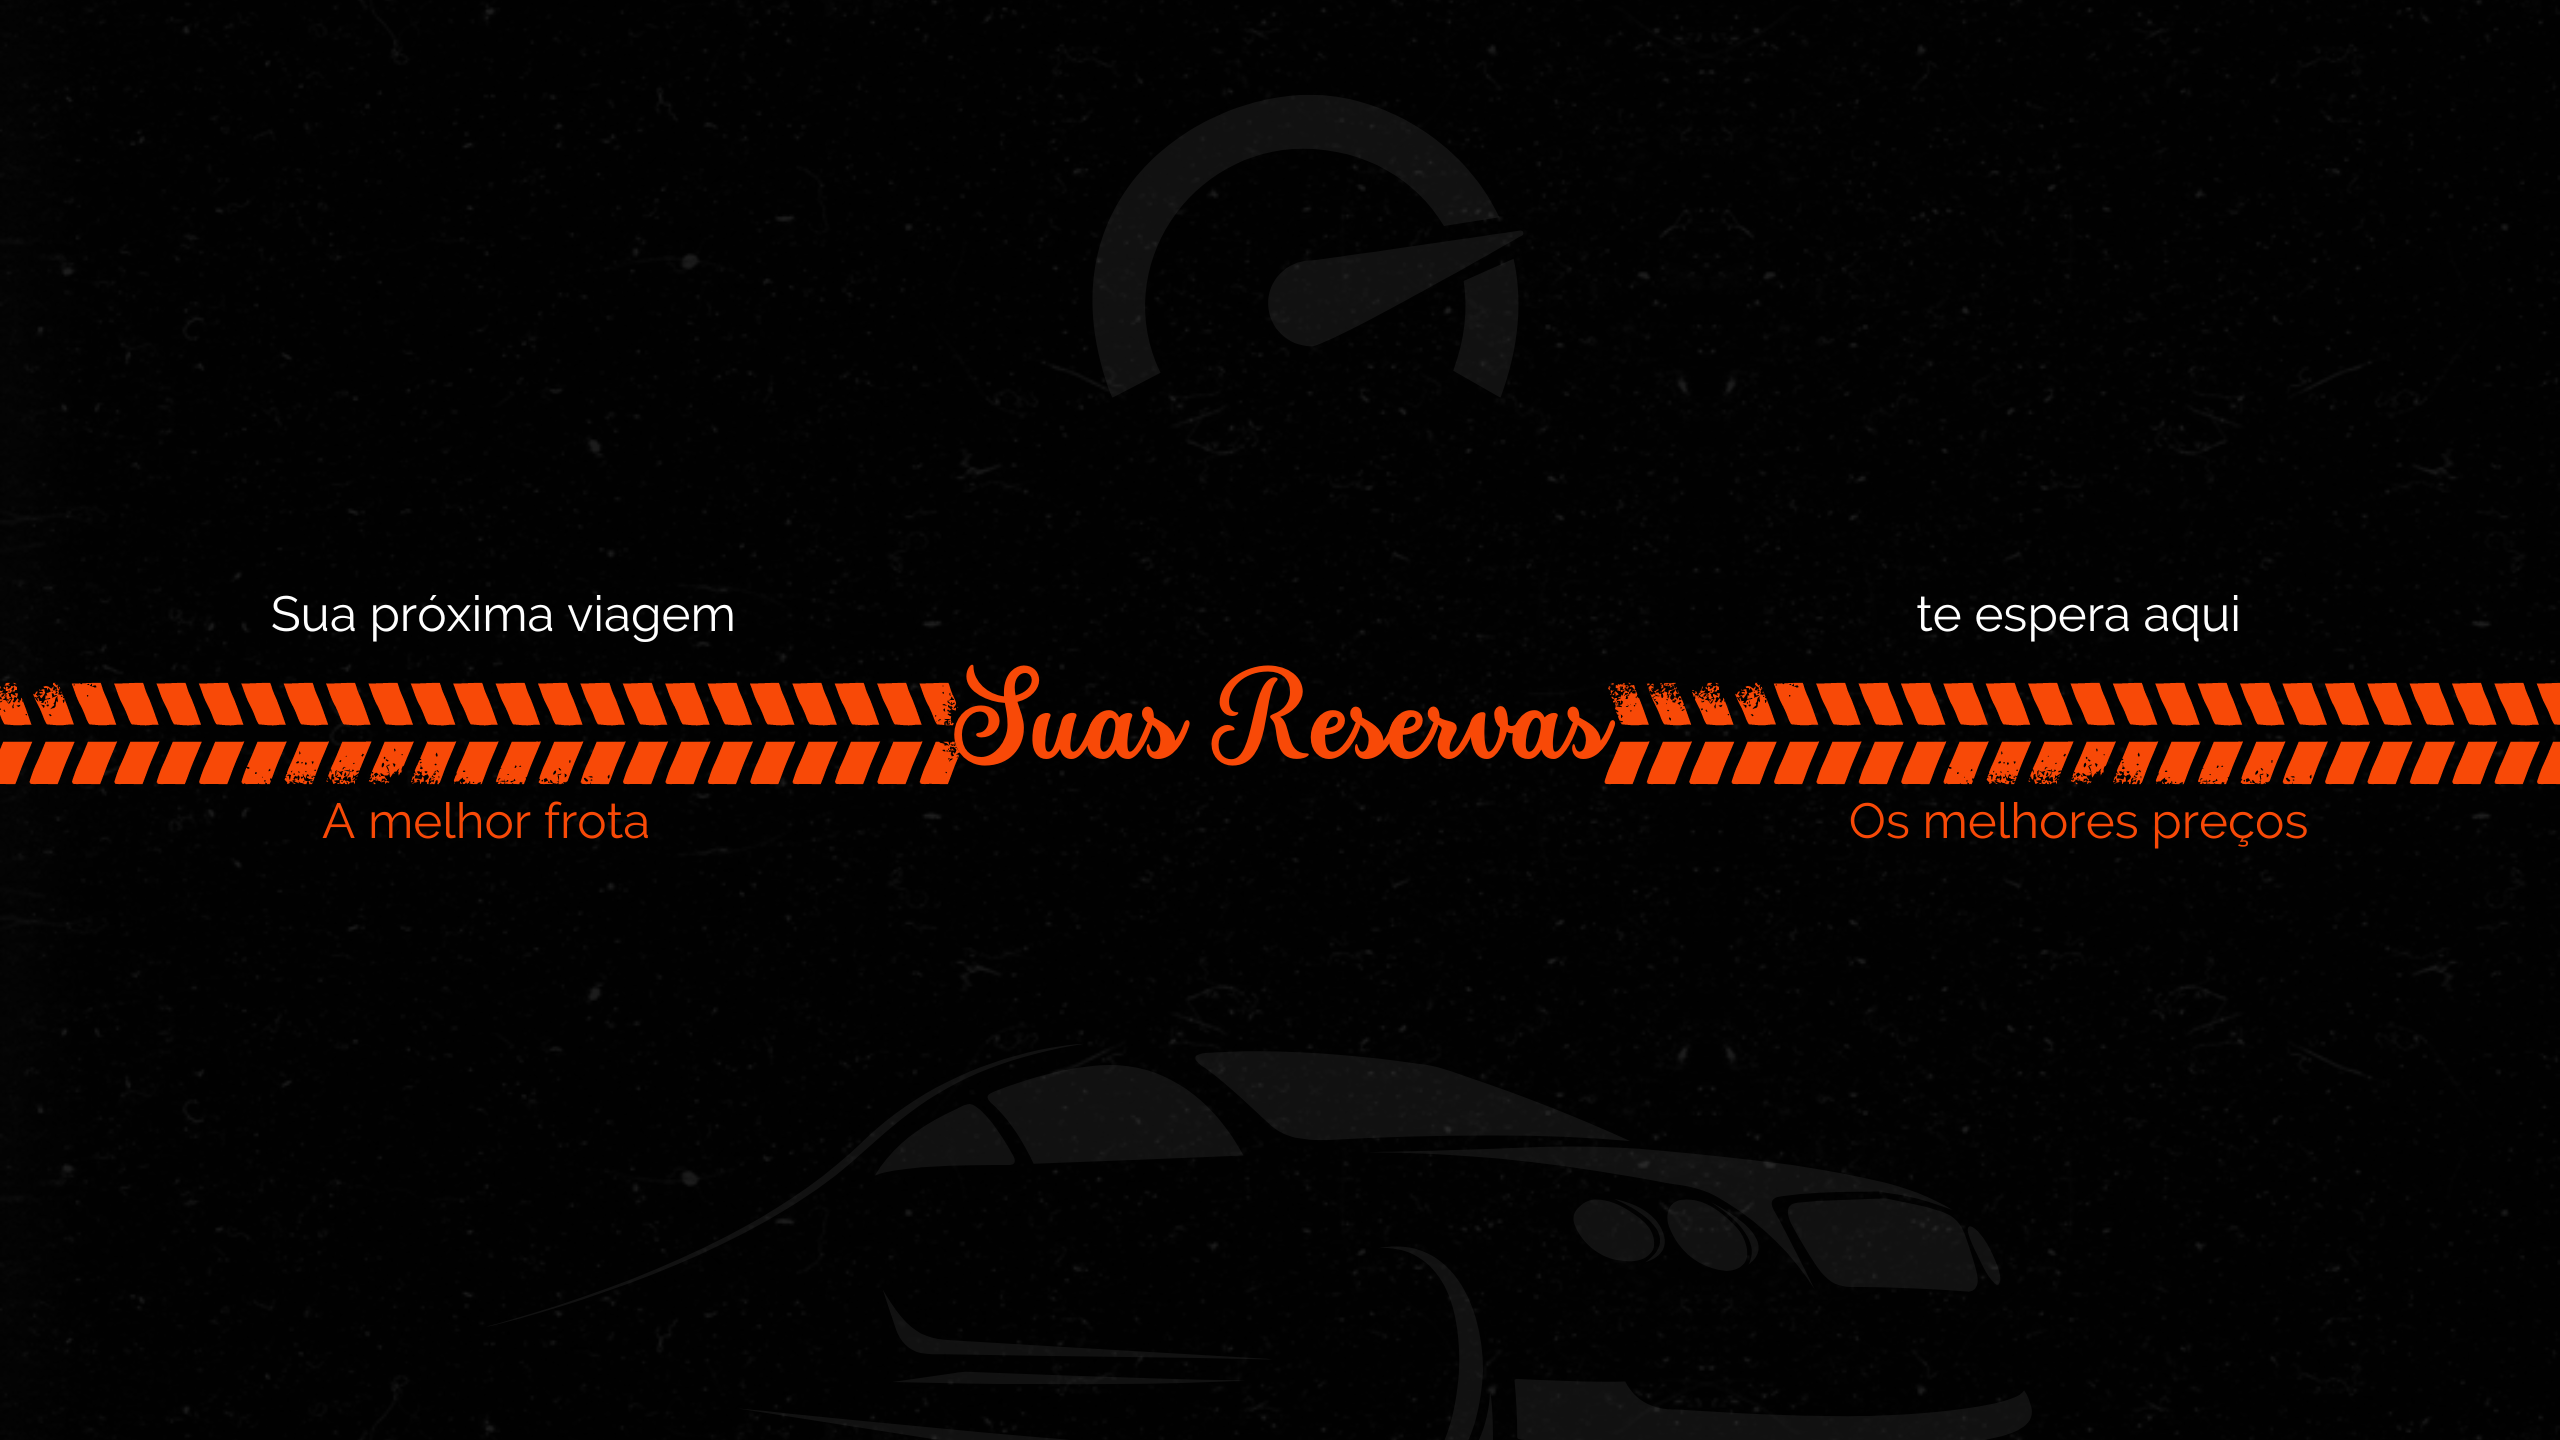 Sua próxima viagem
te espera aqui
Suas Reservas
A melhor frota
Os melhores preços